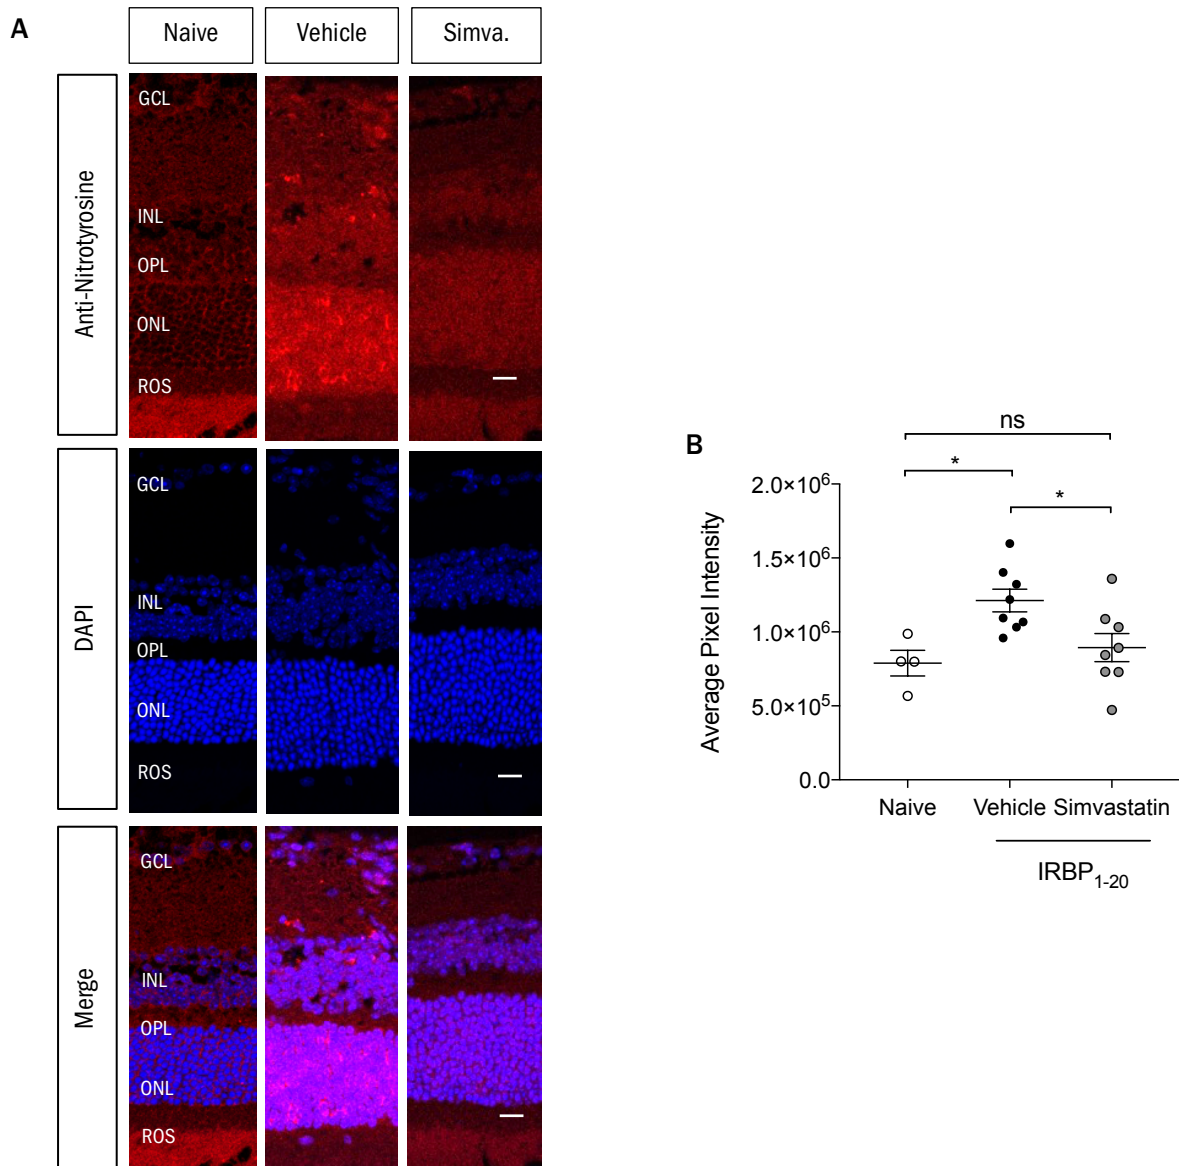 A
Naive
Vehicle
Simva.
Anti-Nitrotyrosine
GCL
INL
OPL
ONL
ROS
DAPI
GCL
INL
OPL
ONL
ROS
Merge
GCL
INL
OPL
ONL
ROS
B
ns
*
*
Average Pixel Intensity
2.0×10⁶
1.5×10⁶
1.0×10⁶
5.0×10⁵
0.0
Naive Vehicle Simvastatin
IRBP₁₋₂₀